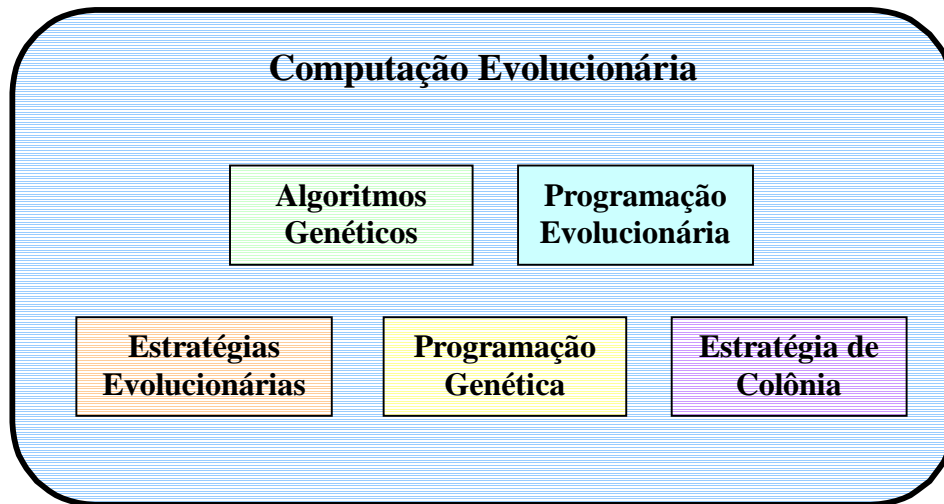 Computação Evolucionária
Algoritmos
Genéticos
Programação
Evolucionária
Estratégias
Evolucionárias
Programação
Genética
Estratégia de
Colônia